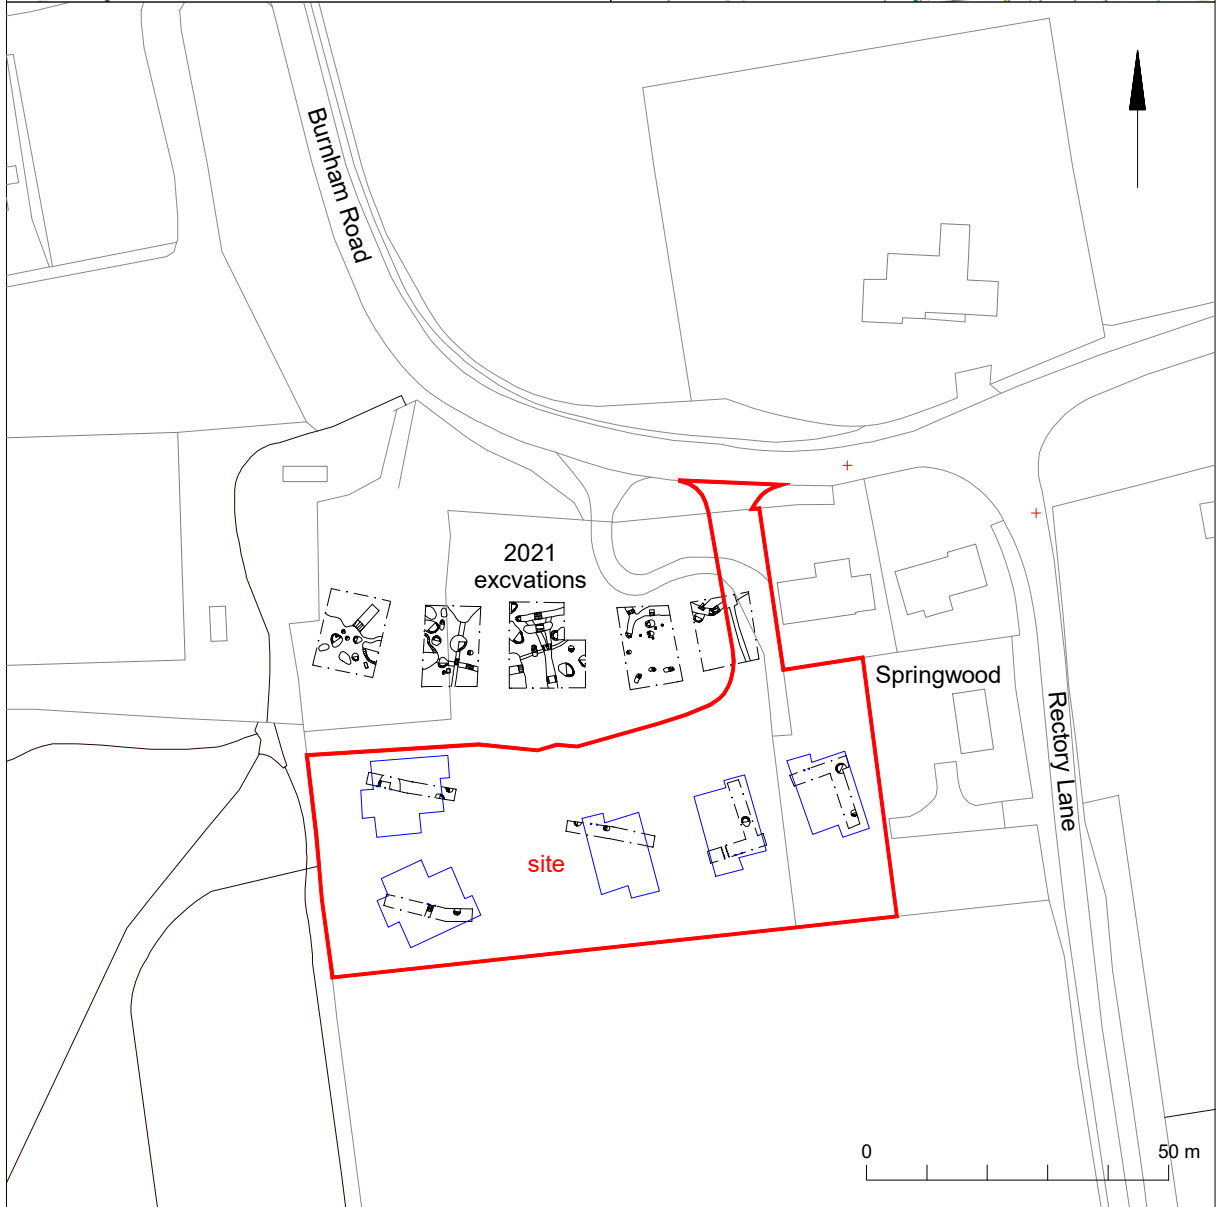 Burnham Road
2021
excvations
Springwood
Rectory Lane
site
0
50 m